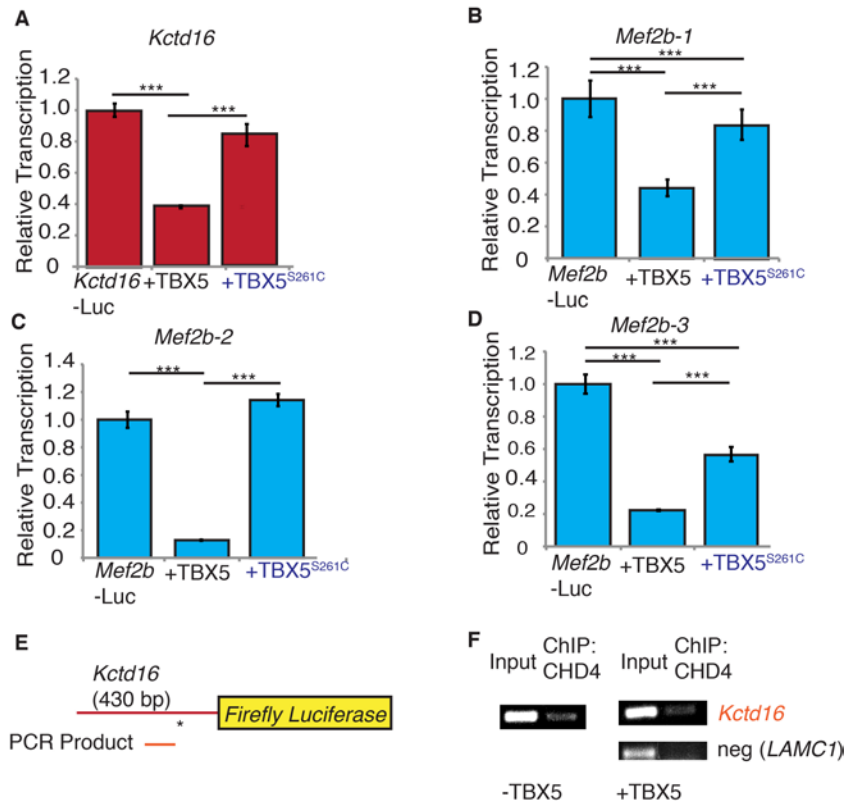 A
Kctd16
Relative Transcription
1.2
1.0
0.8
0.6
0.4
0.2
0
***
***
Kctd16
-Luc
+TBX5
+TBX5S261C
B
Mef2b-1
Relative Transcription
1.2
1.0
0.8
0.6
0.4
0.2
0
***
***
***
Mef2b
-Luc
+TBX5
+TBX5S261C
C
Mef2b-2
Relative Transcription
1.4
1.2
1.0
0.8
0.6
0.4
0.2
0
***
***
Mef2b
-Luc
+TBX5
+TBX5S261C
D
Mef2b-3
Relative Transcription
1.2
1.0
0.8
0.6
0.4
0.2
0
***
***
***
Mef2b
-Luc
+TBX5
+TBX5S261C
E
Kctd16
(430 bp)
*
Firefly Luciferase
PCR Product
F
Input
ChIP:
CHD4
Input
ChIP:
CHD4
Kctd16
neg (LAMC1)
-TBX5
+TBX5